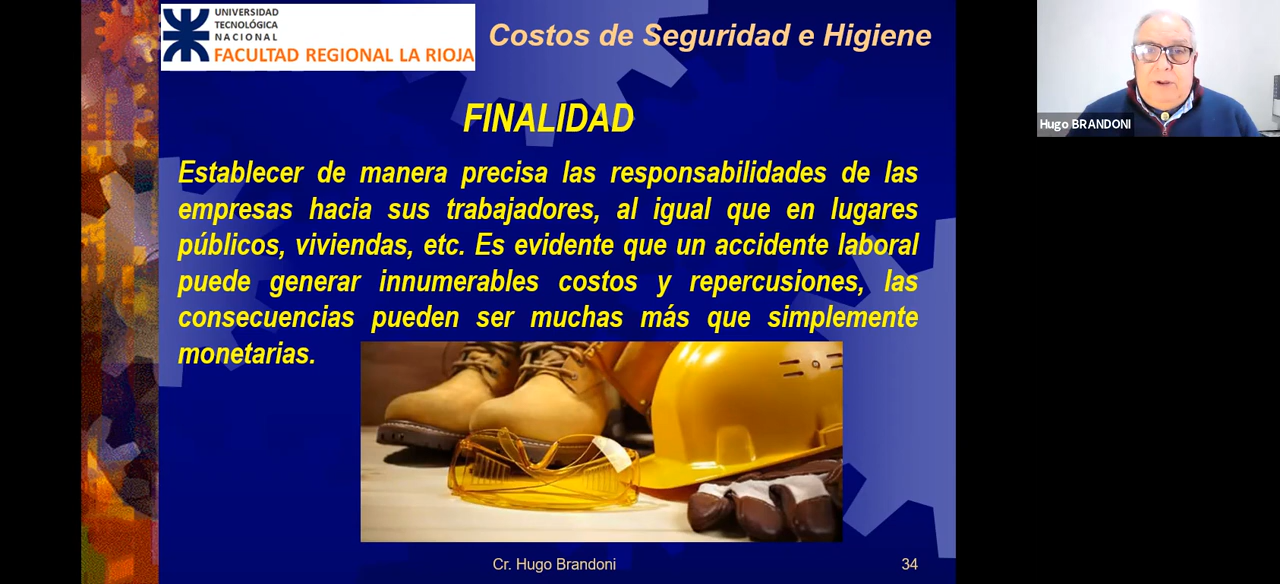 UNIVERSIDAD
TECNOLÓGICA
NACIONAL
FACULTAD REGIONAL LA RIOJA
Costos de Seguridad e Higiene
FINALIDAD
Establecer de manera precisa las responsabilidades de las
empresas hacia sus trabajadores, al igual que en lugares
públicos, viviendas, etc. Es evidente que un accidente laboral
puede generar innumerables costos y repercusiones, las
consecuencias pueden ser muchas más que simplemente
monetarias.
Cr. Hugo Brandoni
34
Hugo BRANDONI